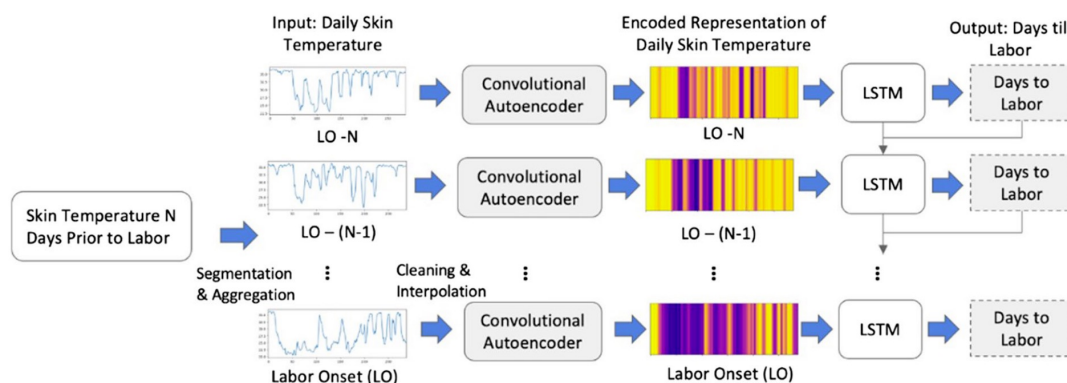 Input: Daily Skin
Temperature
Encoded Representation of
Daily Skin Temperature
Output: Days til
Labor
Convolutional
Autoencoder
LSTM
Days to
Labor
LO -N
LO -N
Convolutional
Autoencoder
LSTM
Days to
Labor
Skin Temperature N
Days Prior to Labor
LO – (N-1)
LO – (N-1)
Segmentation
& Aggregation
Cleaning &
Interpolation
Convolutional
Autoencoder
LSTM
Days to
Labor
Labor Onset (LO)
Labor Onset (LO)